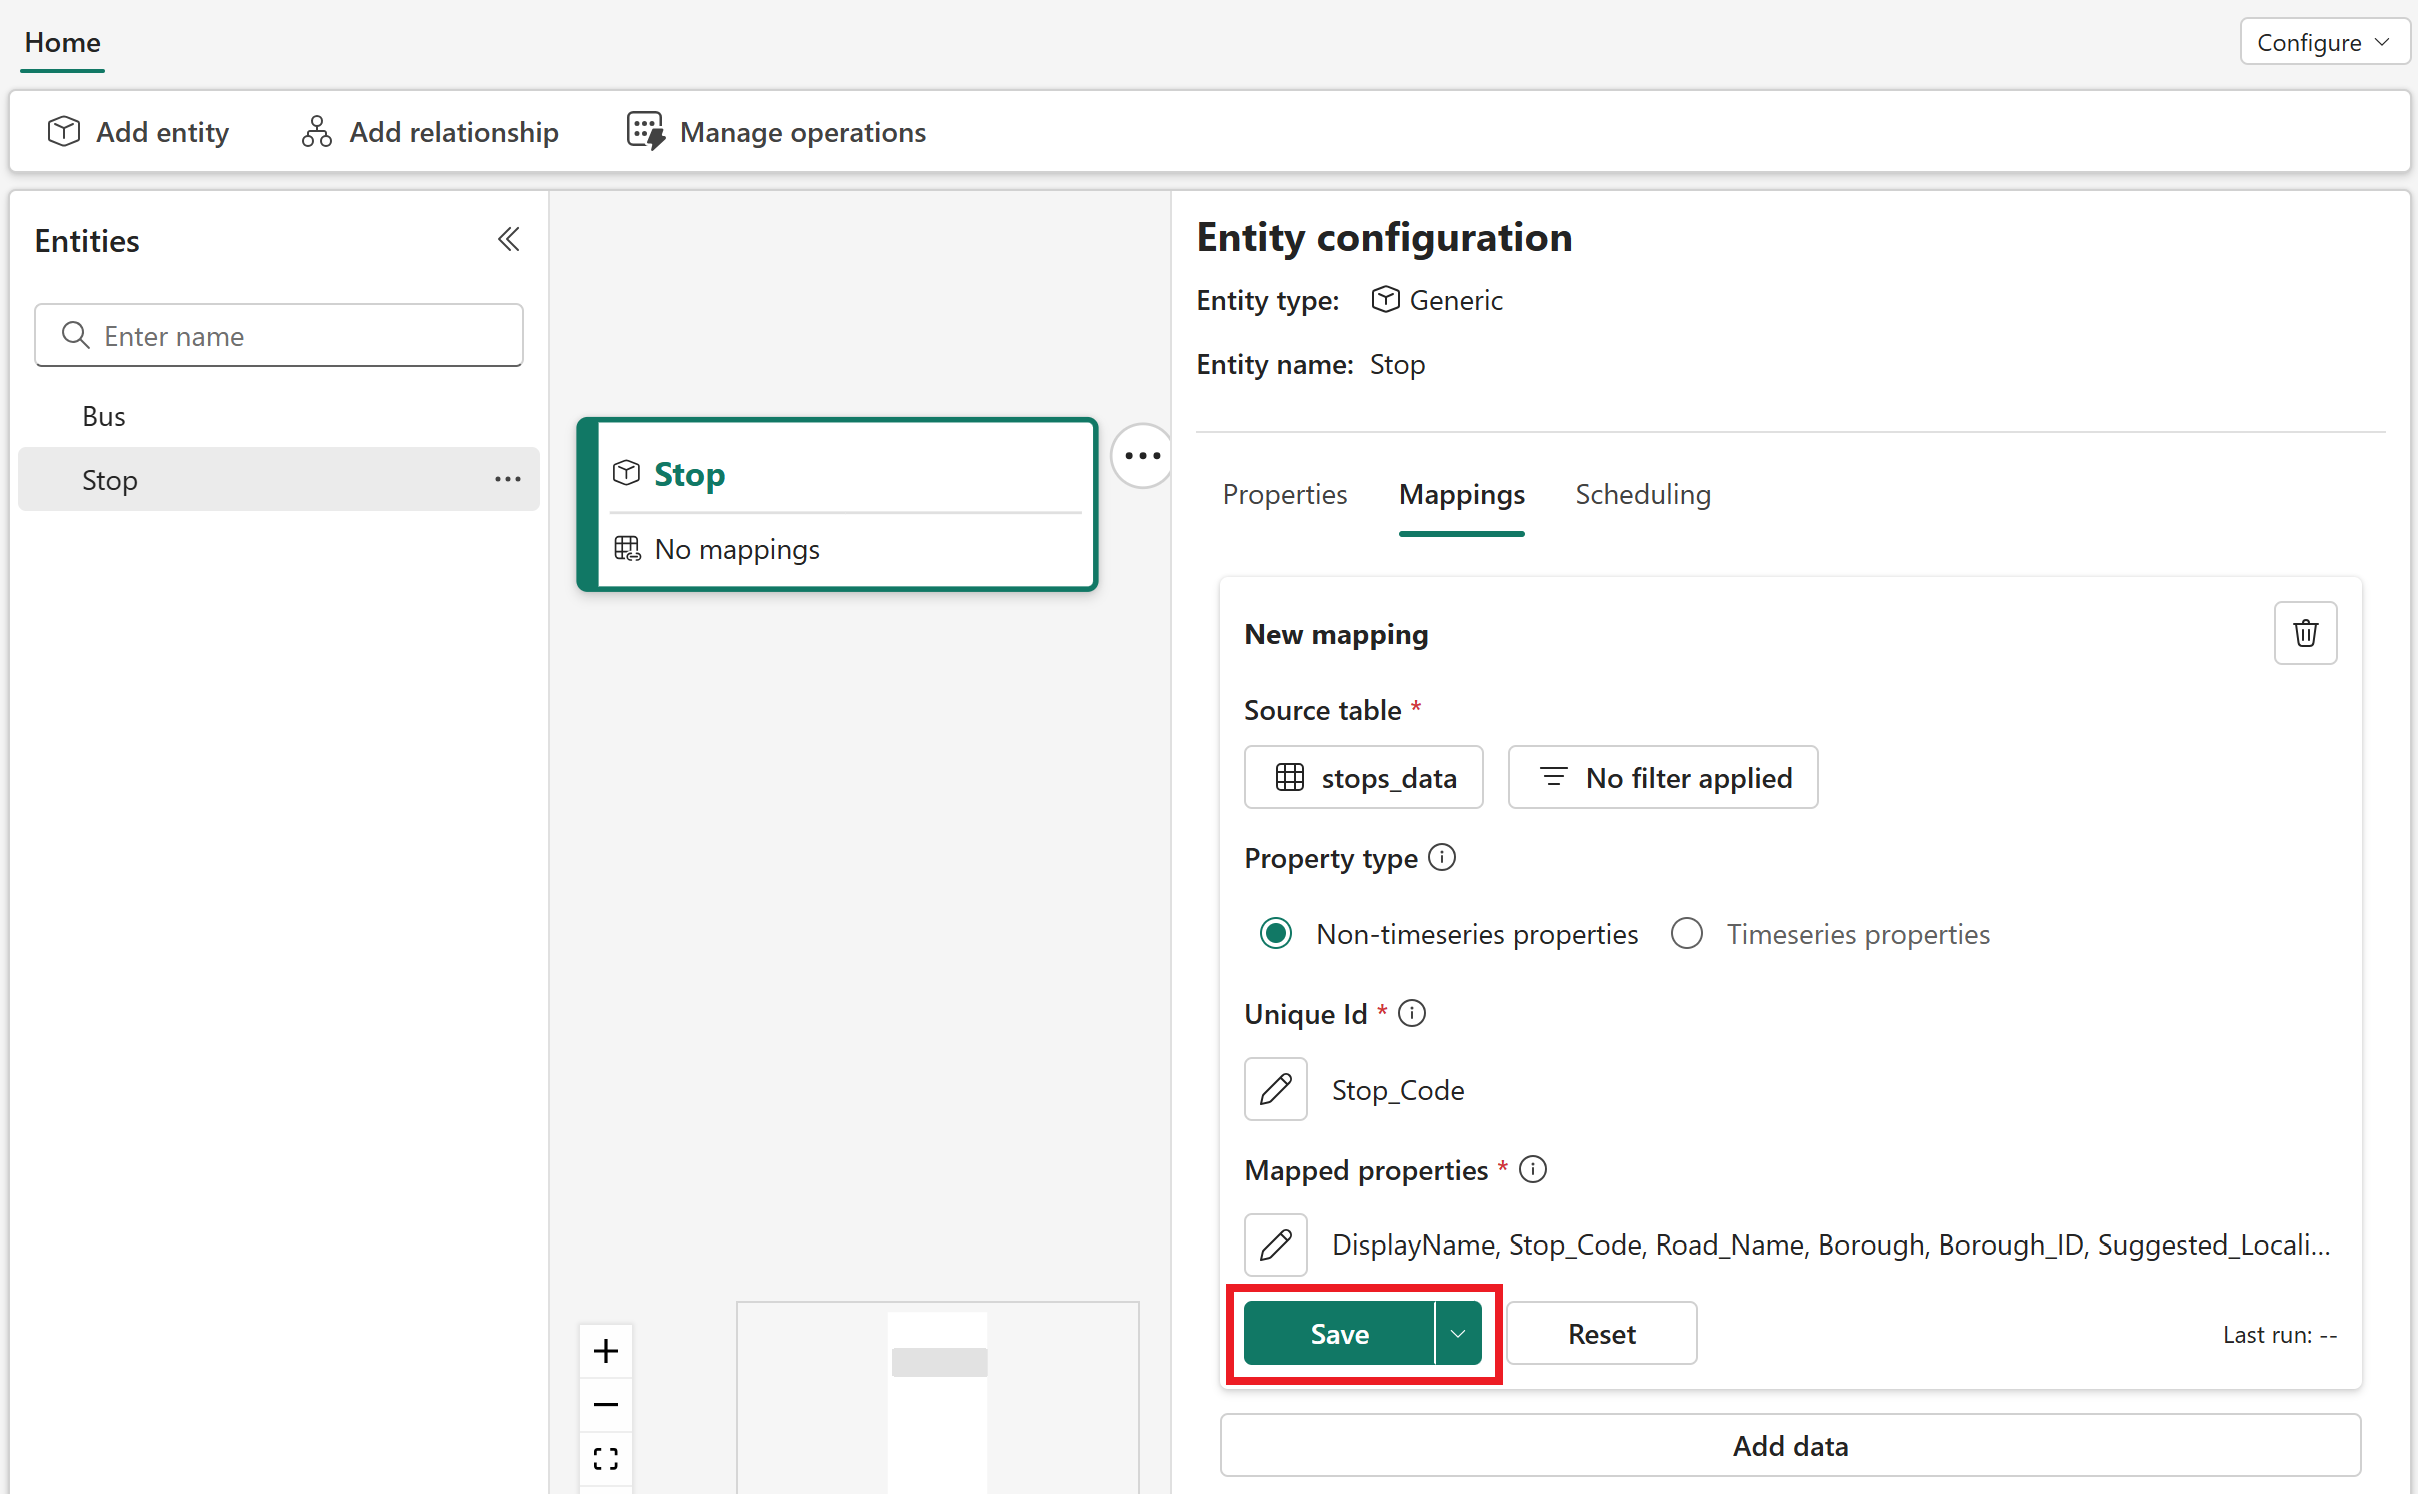 Home
Configure
Add entity
Add relationship
Manage operations
Entities
Enter name
Bus
Stop
Stop
No mappings
Entity configuration
Entity type: Generic
Entity name: Stop
Properties
Mappings
Scheduling
New mapping
Source table *
stops_data
No filter applied
Property type
Non-timeseries properties
Timeseries properties
Unique Id *
Stop_Code
Mapped properties *
DisplayName, Stop_Code, Road_Name, Borough, Borough_ID, Suggested_Locali...
Save
Reset
Last run: --
Add data